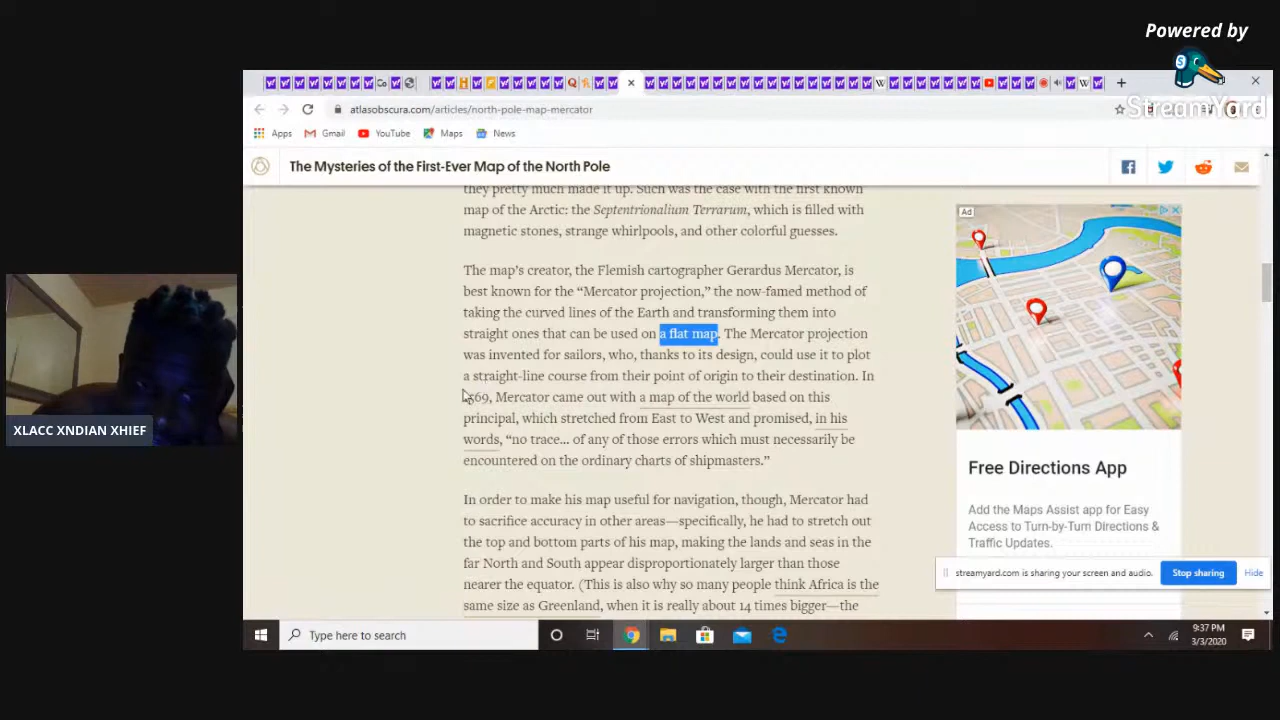 Powered by
StreamYard
atlasobscura.com/articles/north-pole-map-mercator
Apps
Gmail
YouTube
Maps
News
The Mysteries of the First-Ever Map of the North Pole
they pretty much made it up. Such was the case with the first known
map of the Arctic: the Septentrionalium Terrarum, which is filled with
magnetic stones, strange whirlpools, and other colorful guesses.
The map's creator, the Flemish cartographer Gerardus Mercator, is
best known for the “Mercator projection,” the now-famed method of
taking the curved lines of the Earth and transforming them into
straight ones that can be used on a flat map. The Mercator projection
was invented for sailors, who, thanks to its design, could use it to plot
a straight-line course from their point of origin to their destination. In
569, Mercator came out with a map of the world based on this
principal, which stretched from East to West and promised, in his
words, “no trace… of any of those errors which must necessarily be
encountered on the ordinary charts of shipmasters.”
In order to make his map useful for navigation, though, Mercator had
to sacrifice accuracy in other areas—specifically, he had to stretch out
the top and bottom parts of his map, making the lands and seas in the
far North and South appear disproportionately larger than those
nearer the equator. (This is also why so many people think Africa is the
same size as Greenland, when it is really about 14 times bigger—the
Ad
Free Directions App
Add the Maps Assist app for Easy
Access to Turn-by-Turn Directions &
Traffic Updates.
streamyard.com is sharing your screen and audio.
Stop sharing
Hide
XLACC XNDIAN XHIEF
Type here to search
9:37 PM
3/3/2020